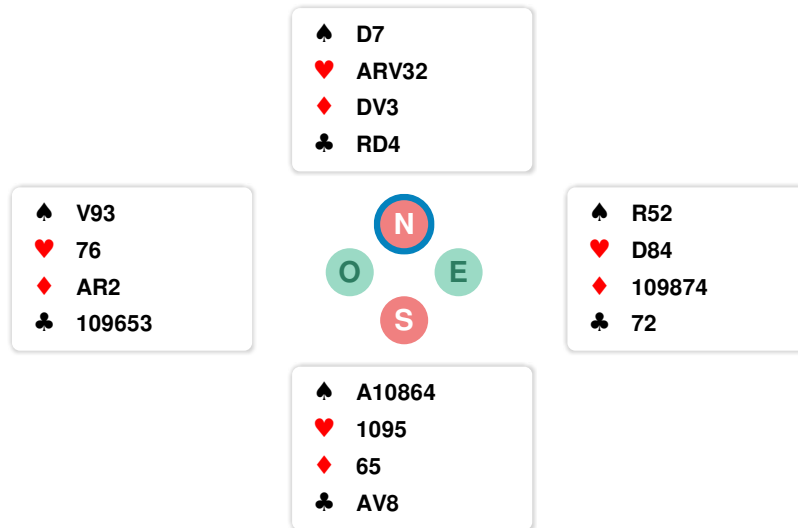 ♠ D7
♥ ARV32
♦ DV3
♣ RD4
♠ V93
♥ 76
♦ AR2
♣ 109653
N
O
E
S
♠ R52
♥ D84
♦ 109874
♣ 72
♠ A10864
♥ 1095
♦ 65
♣ AV8